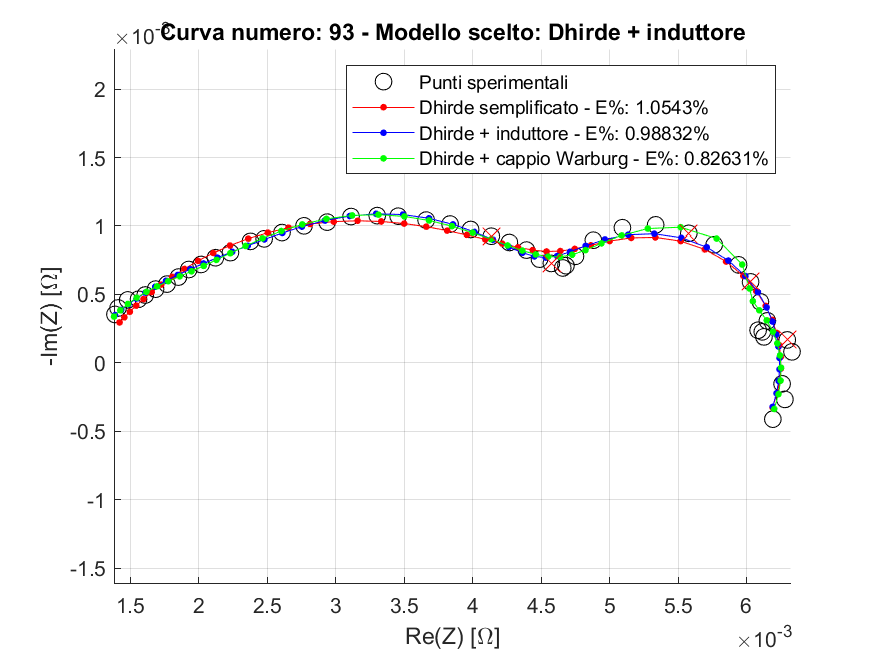 ×10⁻³
Curva numero: 93 - Modello scelto: Dhirde + induttore
Punti sperimentali
Dhirde semplificato - E%: 1.0543%
Dhirde + induttore - E%: 0.98832%
Dhirde + cappio Warburg - E%: 0.82631%
2
1.5
1
0.5
0
-0.5
-1
-1.5
-Im(Z) [Ω]
1.5 2 2.5 3 3.5 4 4.5 5 5.5 6
Re(Z) [Ω]
×10⁻³